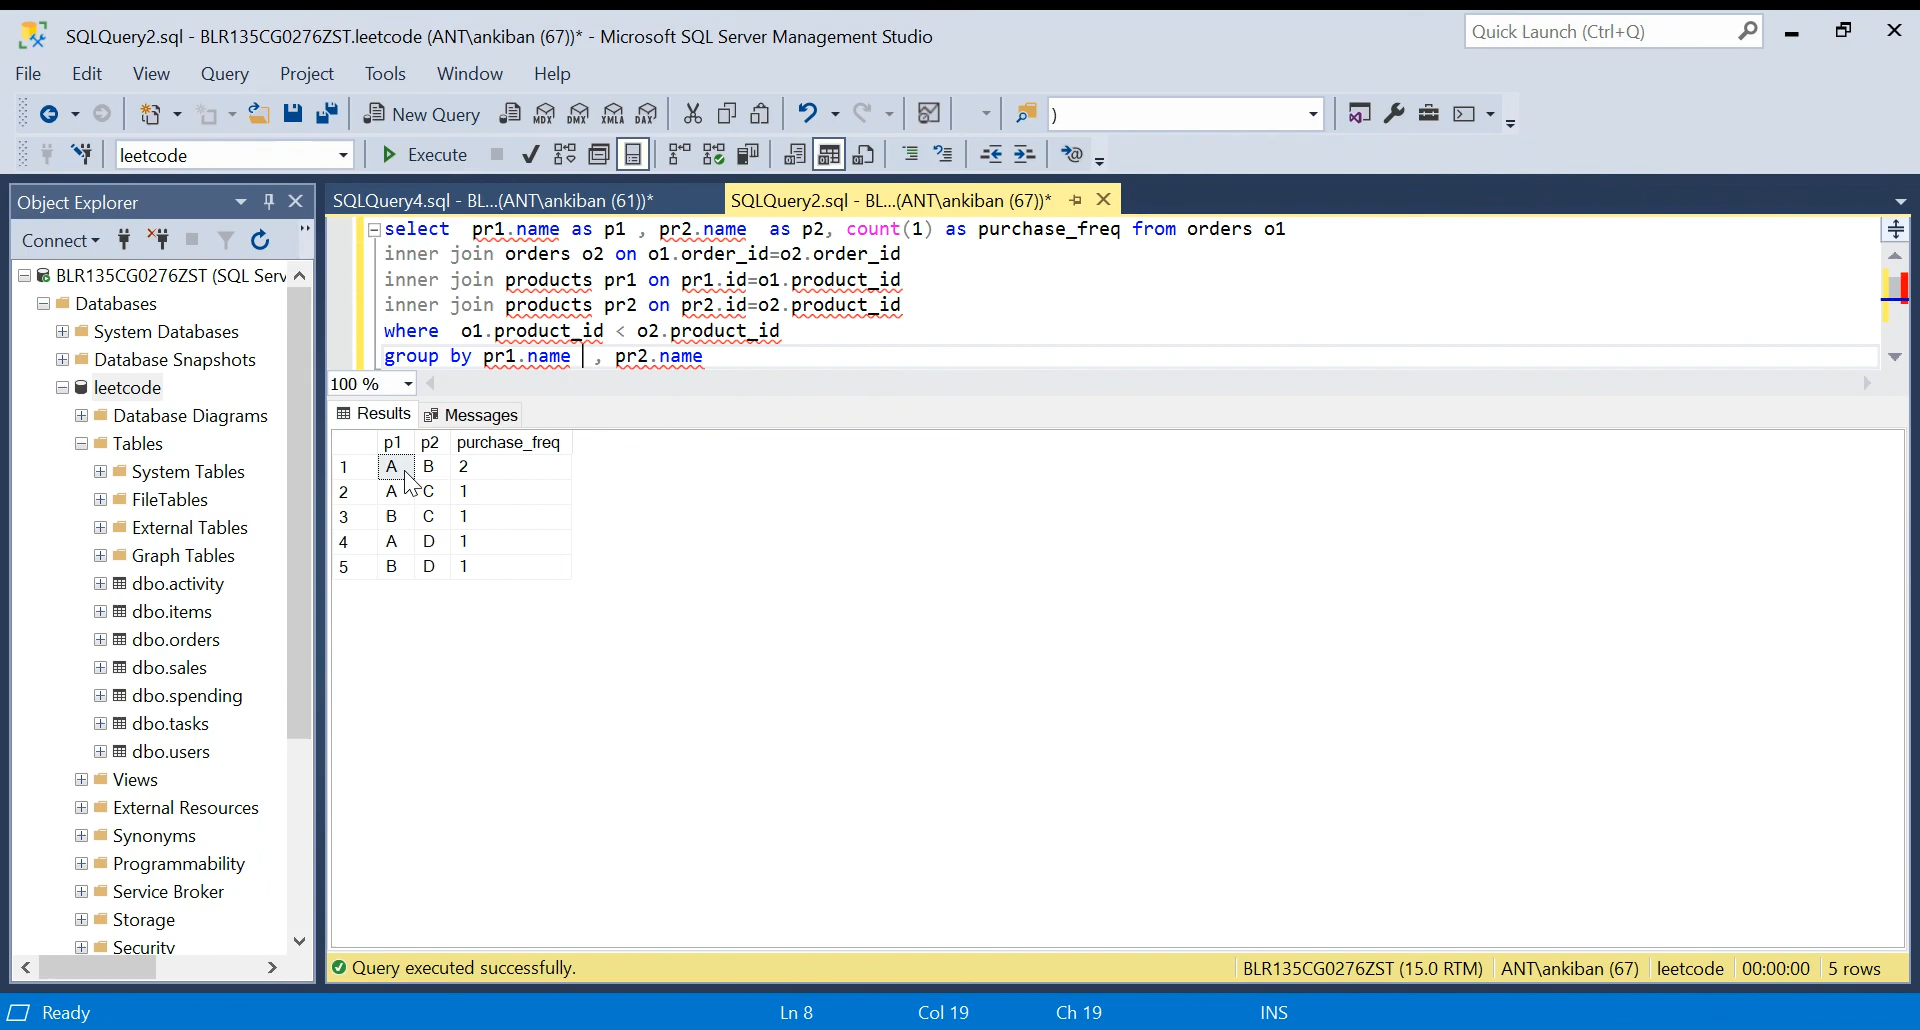 SQLQuery2.sql - BLR135CG0276ZST.leetcode (ANT\ankiban (67))* - Microsoft SQL Server Management Studio
Quick Launch (Ctrl+Q)
File Edit View Query Project Tools Window Help
New Query MDX DMX XMLA DAX )
leetcode Execute
Object Explorer
Connect
BLR135CG0276ZST (SQL Serv
Databases
System Databases
Database Snapshots
leetcode
Database Diagrams
Tables
System Tables
FileTables
External Tables
Graph Tables
dbo.activity
dbo.items
dbo.orders
dbo.sales
dbo.spending
dbo.tasks
dbo.users
Views
External Resources
Synonyms
Programmability
Service Broker
Storage
Security
SQLQuery4.sql - BL...(ANT\ankiban (61))*
SQLQuery2.sql - BL...(ANT\ankiban (67))*
select pr1.name as p1 , pr2.name as p2, count(1) as purchase_freq from orders o1
inner join orders o2 on o1.order_id=o2.order_id
inner join products pr1 on pr1.id=o1.product_id
inner join products pr2 on pr2.id=o2.product_id
where o1.product_id < o2.product_id
group by pr1.name , pr2.name
100 %
Results Messages
p1 p2 purchase_freq
1 A B 2
2 A C 1
3 B C 1
4 A D 1
5 B D 1
Query executed successfully.
BLR135CG0276ZST (15.0 RTM) ANT\ankiban (67) leetcode 00:00:00 5 rows
Ready Ln 8 Col 19 Ch 19 INS